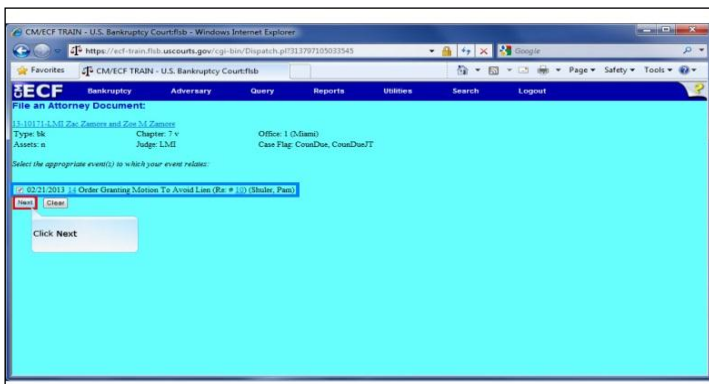 CM/ECF TRAIN - U.S. Bankruptcy Court:flsb - Windows Internet Explorer
https://ecf-train.flsb.uscourts.gov/cgi-bin/Dispatch.pl?313797105033545
Google
Favorites CM/ECF TRAIN - U.S. Bankruptcy Court:flsb Page Safety Tools
ECF Bankruptcy Adversary Query Reports Utilities Search Logout ?
File an Attorney Document:
13-10171-LMI Zac Zamore and Zoe M Zamore
Type: bk Chapter: 7 v Office: 1 (Miami)
Assets: n Judge: LMI Case Flag: CounDue, CounDueJT
Select the appropriate event(s) to which your event relates:
02/21/2013 14 Order Granting Motion To Avoid Lien (Re: # 10) (Shuler, Pam)
Next Clear
Click Next